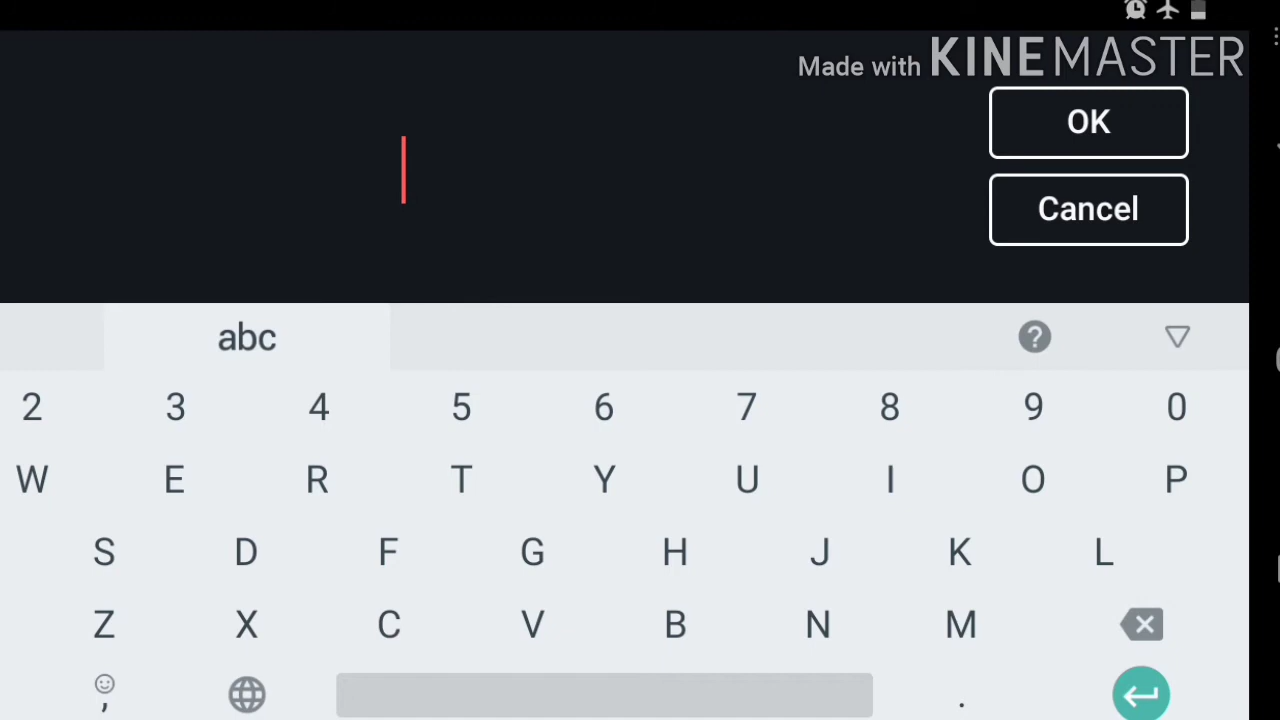 Made with KINEMASTER
OK
Cancel
abc
2 3 4 5 6 7 8 9 0
W E R T Y U I O P
S D F G H J K L
Z X C V B N M
, .